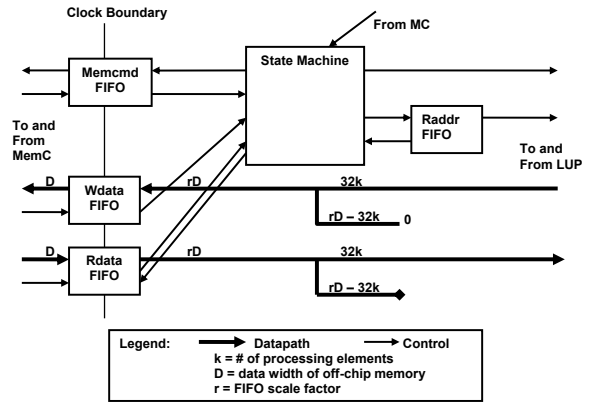 Clock Boundary
From MC
Memcmd
FIFO
State Machine
Raddr
FIFO
To and
From
MemC
To and
From LUP
D
Wdata
FIFO
rD
32k
rD – 32k
0
D
Rdata
FIFO
rD
32k
rD – 32k
Legend:
Datapath
Control
k = # of processing elements
D = data width of off-chip memory
r = FIFO scale factor